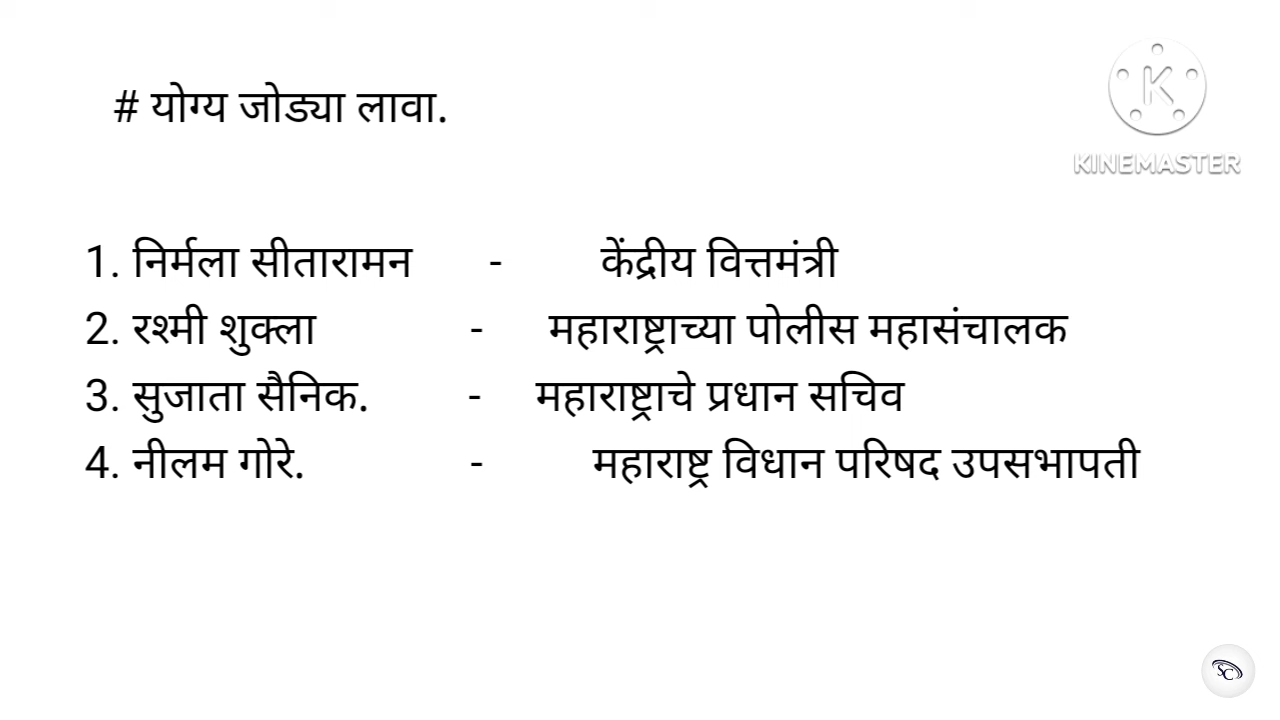 # योग्य जोड्या लावा.
KINEMASTER
1. निर्मला सीतारामन - केंद्रीय वित्तमंत्री
2. रश्मी शुक्ला - महाराष्ट्राच्या पोलीस महासंचालक
3. सुजाता सैनिक. - महाराष्ट्राचे प्रधान सचिव
4. नीलम गोरे. - महाराष्ट्र विधान परिषद उपसभापती
SC